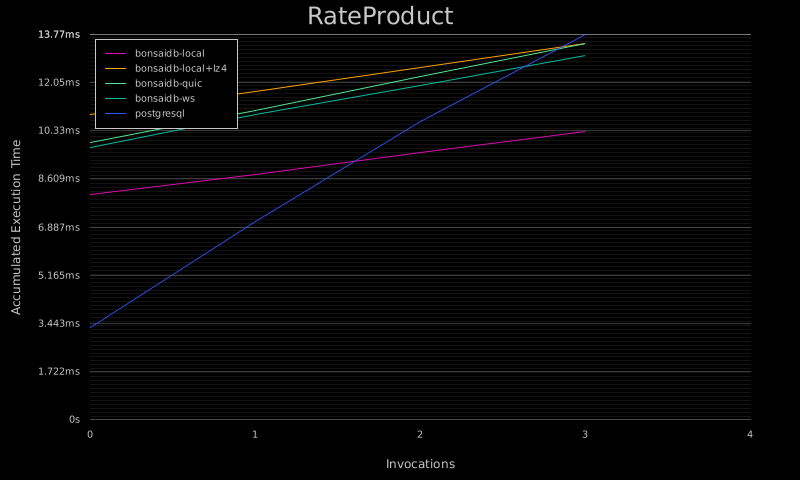 RateProduct
13.77ms
12.05ms
10.33ms
8.609ms
6.887ms
5.165ms
3.443ms
1.722ms
0s
Accumulated Execution Time
bonsaidb-local
bonsaidb-local+lz4
bonsaidb-quic
bonsaidb-ws
postgresql
0 1 2 3 4
Invocations